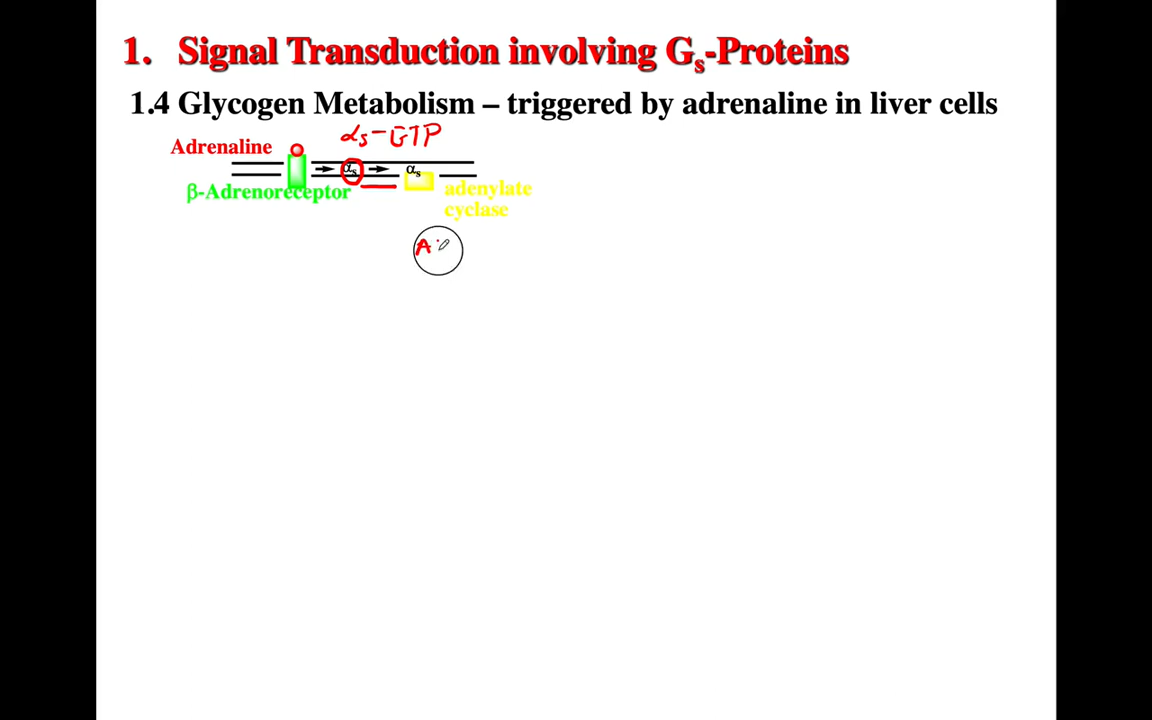 1. Signal Transduction involving Gs-Proteins
1.4 Glycogen Metabolism – triggered by adrenaline in liver cells
αs-GTP
Adrenaline
αs αs
β-Adrenoreceptor
adenylate
cyclase
A